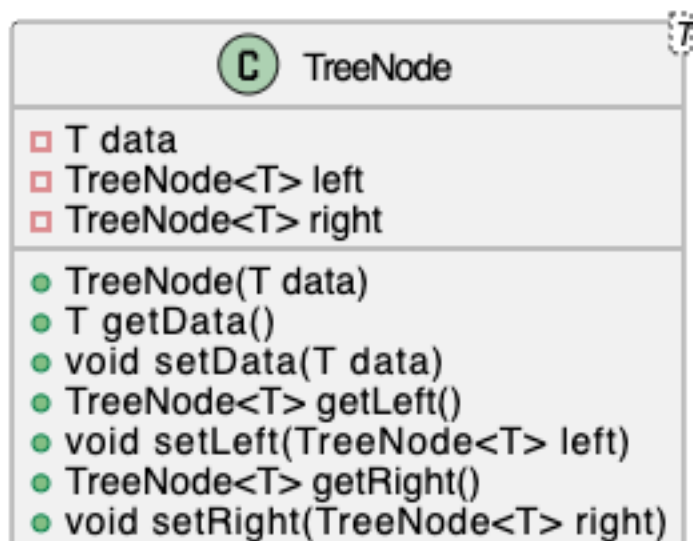 T
C TreeNode
T data
TreeNode<T> left
TreeNode<T> right
TreeNode(T data)
T getData()
void setData(T data)
TreeNode<T> getLeft()
void setLeft(TreeNode<T> left)
TreeNode<T> getRight()
void setRight(TreeNode<T> right)